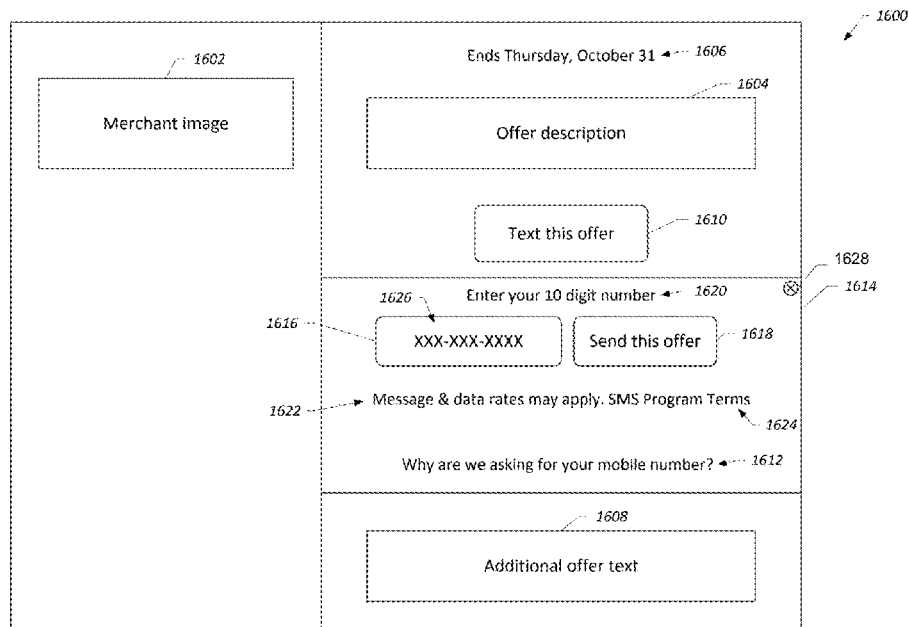 1600
1602
Merchant image
Ends Thursday, October 31 1606
1604
Offer description
Text this offer 1610
1628
1614
Enter your 10 digit number 1620
1626
1616 XXX-XXX-XXXX Send this offer 1618
1622 Message & data rates may apply. SMS Program Terms
1624
Why are we asking for your mobile number? 1612
1608
Additional offer text